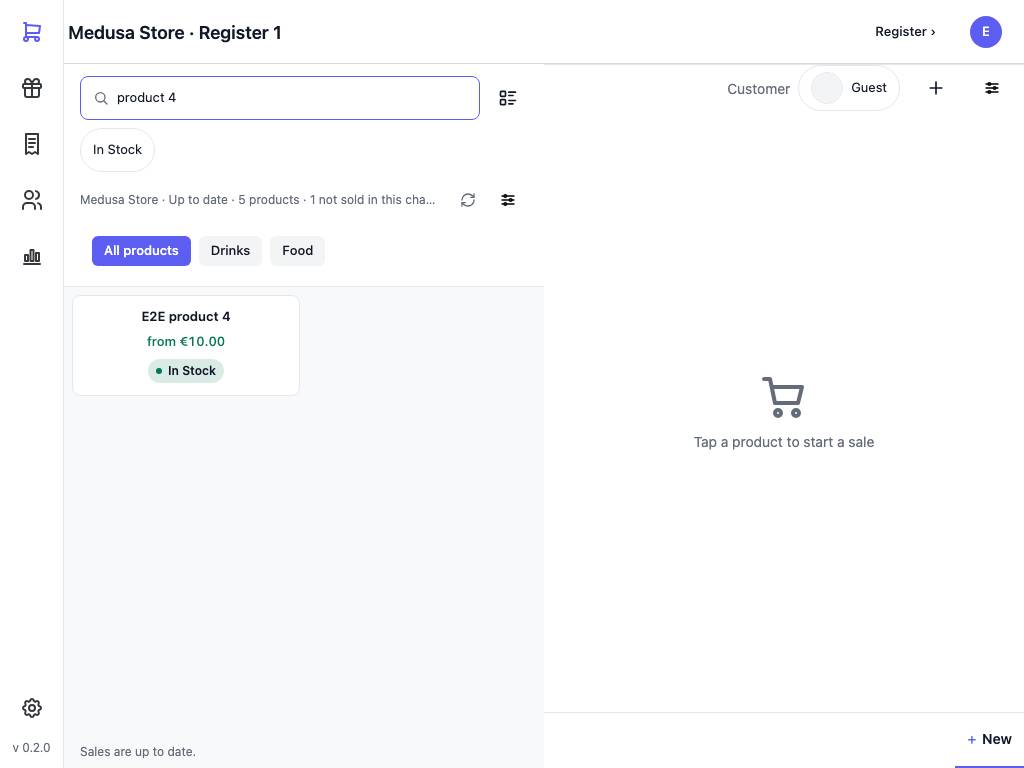 Medusa Store · Register 1
Register ›
E
product 4
Customer
Guest
In Stock
Medusa Store · Up to date · 5 products · 1 not sold in this cha...
All products
Drinks
Food
E2E product 4
from €10.00
In Stock
Tap a product to start a sale
Sales are up to date.
+ New
v 0.2.0